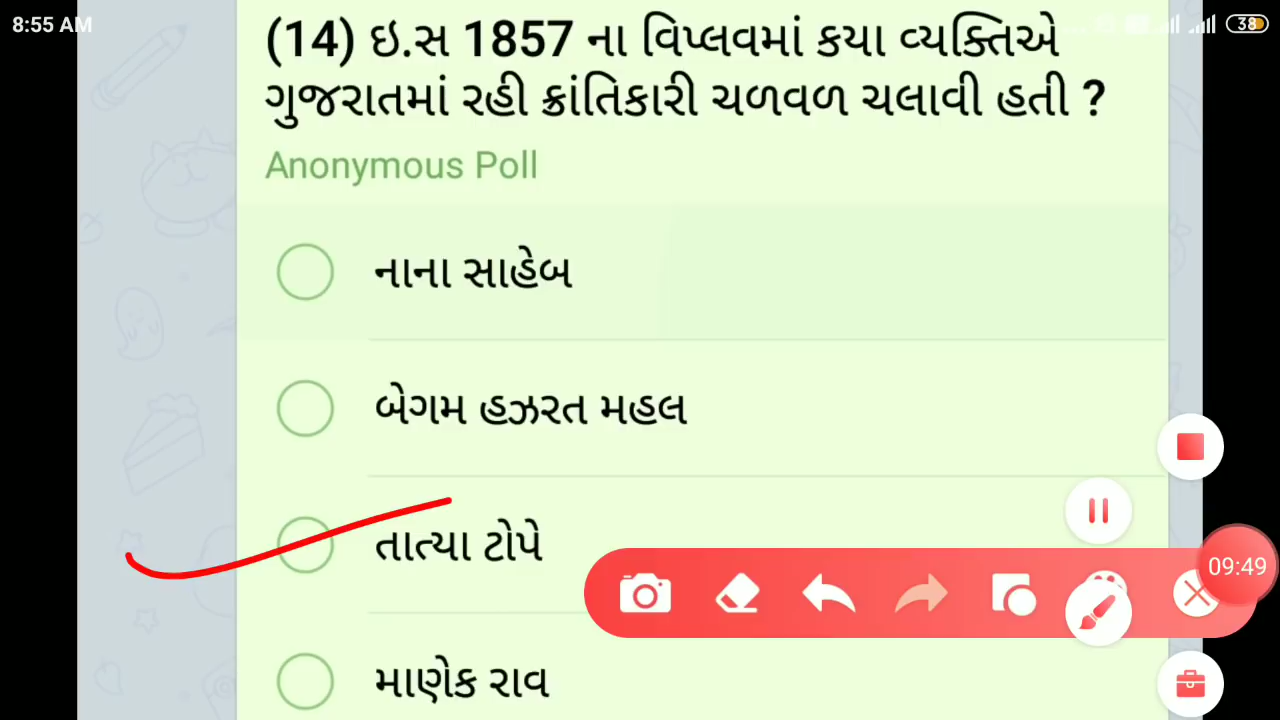 8:55 AM
38
(14) ઇ.સ 1857 ના વિપ્લવમાં કયા વ્યક્તિએ
ગુજરાતમાં રહી ક્રાંતિકારી ચળવળ ચલાવી હતી ?
Anonymous Poll
નાના સાહેબ
બેગમ હઝરત મહલ
તાત્યા ટોપે
09:49
માણેક રાવ